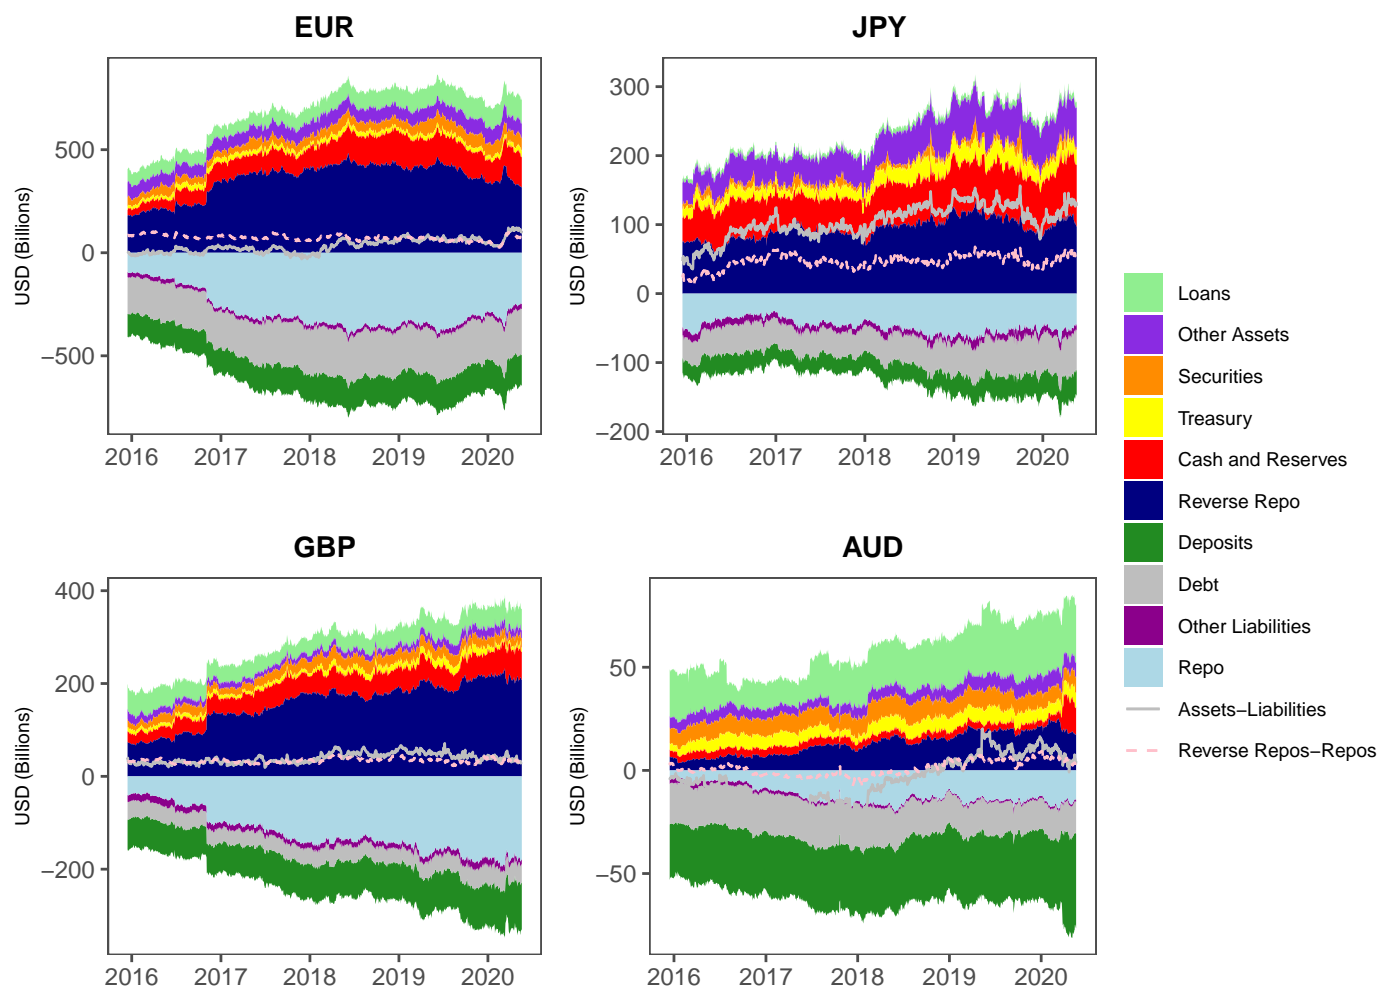 EUR
USD (Billions)
500
0
−500
2016 2017 2018 2019 2020
JPY
USD (Billions)
300
200
100
0
−100
−200
2016 2017 2018 2019 2020
GBP
USD (Billions)
400
200
0
−200
2016 2017 2018 2019 2020
AUD
USD (Billions)
50
0
−50
2016 2017 2018 2019 2020
Loans
Other Assets
Securities
Treasury
Cash and Reserves
Reverse Repo
Deposits
Debt
Other Liabilities
Repo
Assets−Liabilities
Reverse Repos−Repos